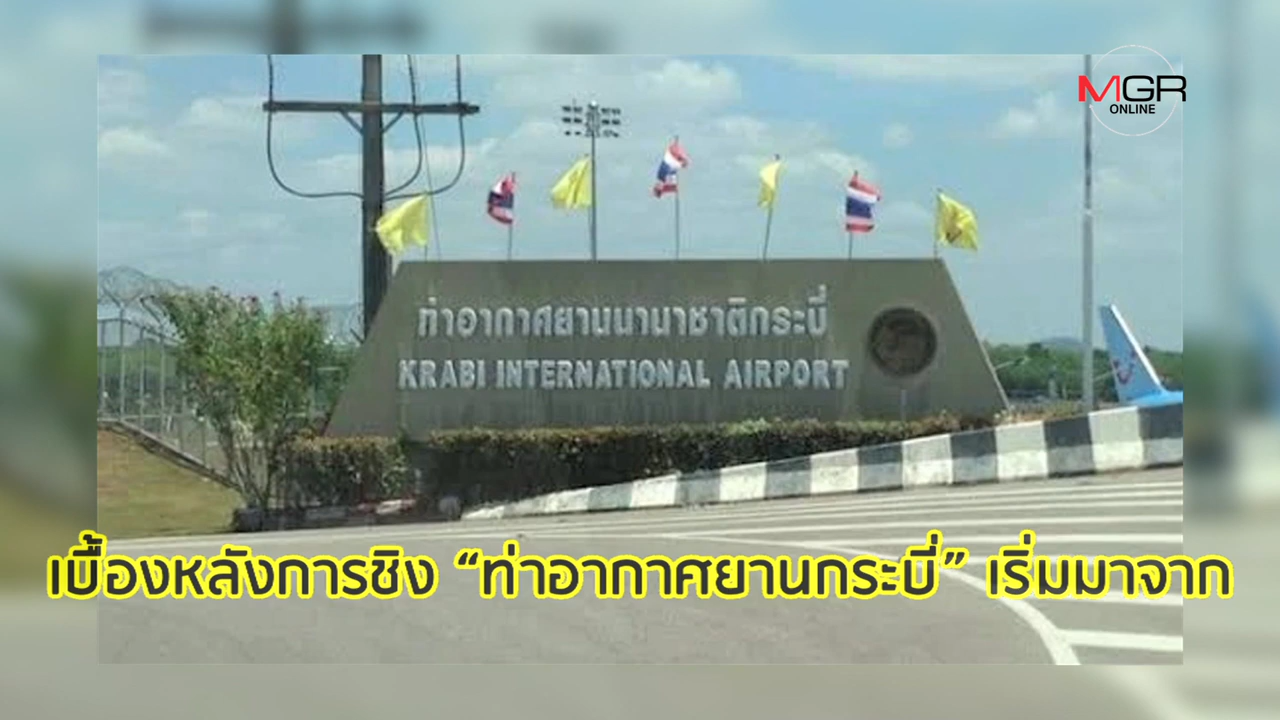 MGR
ONLINE
ท่าอากาศยานนานาชาติกระบี่
KRABI INTERNATIONAL AIRPORT
เบื้องหลังการชิง “ท่าอากาศยานกระบี่” เริ่มมาจาก